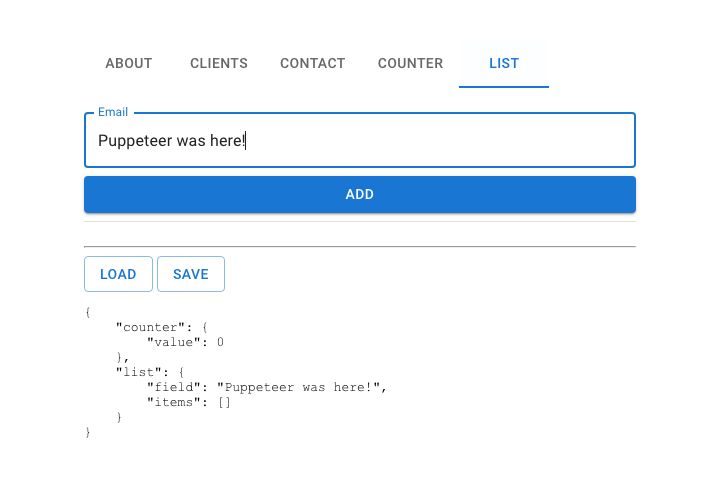 ABOUT CLIENTS CONTACT COUNTER LIST
Email
Puppeteer was here!
ADD
LOAD SAVE
{
    "counter": {
        "value": 0
    },
    "list": {
        "field": "Puppeteer was here!",
        "items": []
    }
}